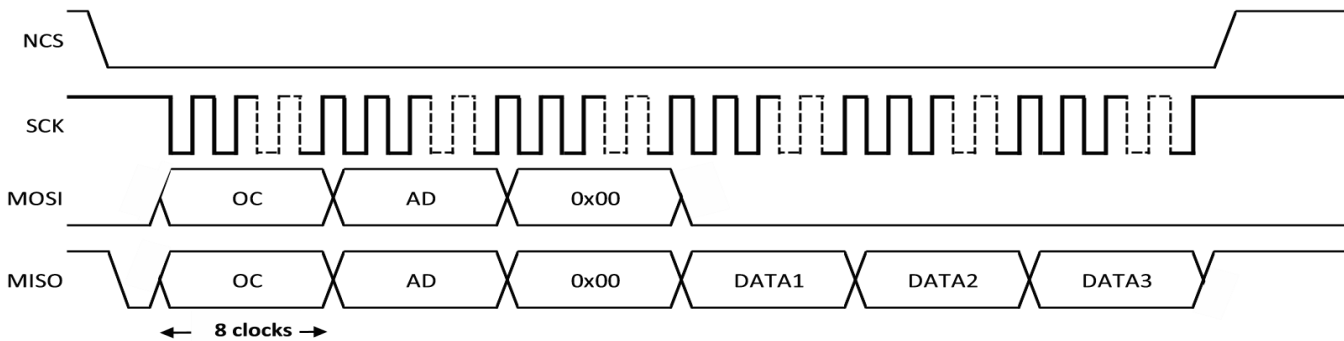 NCS
SCK
MOSI OC AD 0x00
MISO OC AD 0x00 DATA1 DATA2 DATA3
8 clocks